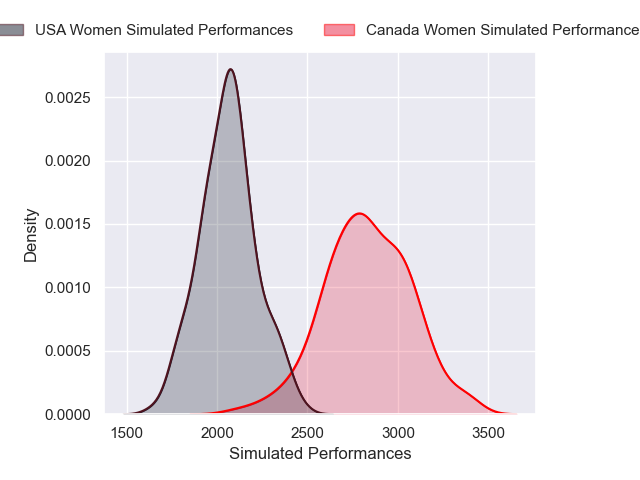 USA Women Simulated Performances
Canada Women Simulated Performance
0.0025
0.0020
0.0015
0.0010
0.0005
0.0000
Density
1500 2000 2500 3000 3500
Simulated Performances